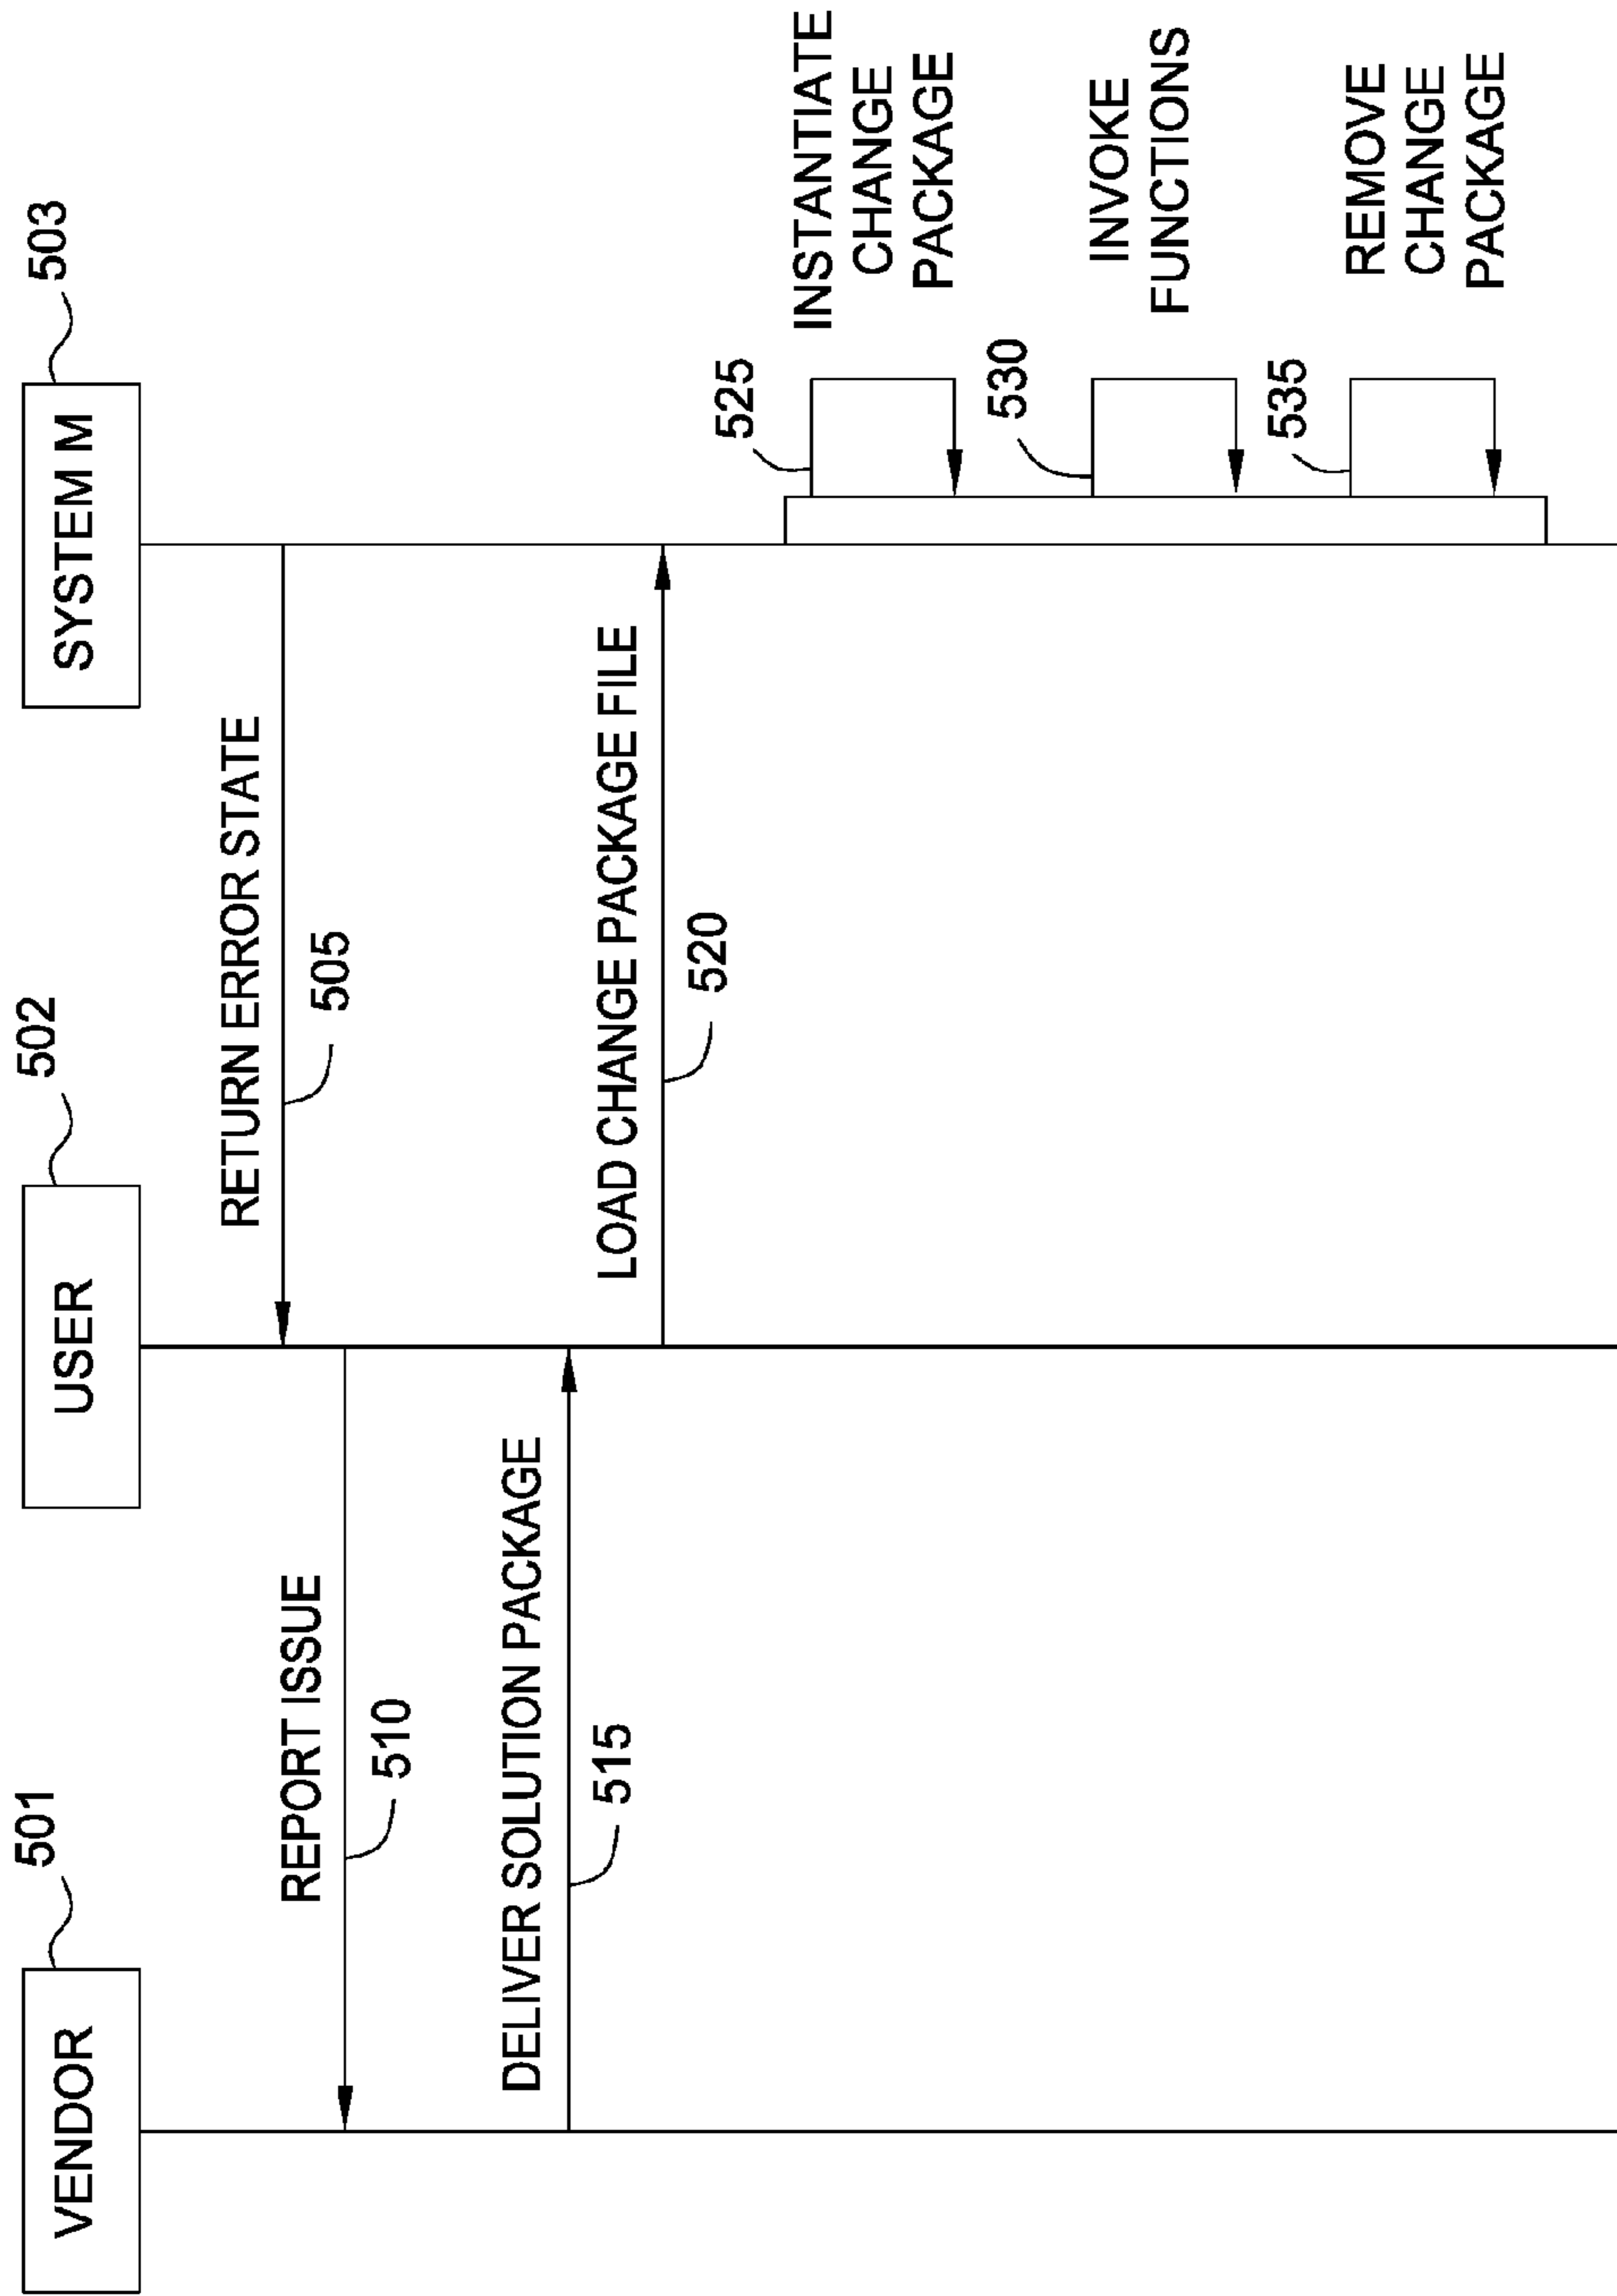 501
VENDOR
502
USER
503
SYSTEM M
RETURN ERROR STATE
505
REPORT ISSUE
510
DELIVER SOLUTION PACKAGE
515
LOAD CHANGE PACKAGE FILE
520
525
INSTANTIATE
CHANGE
PACKAGE
530
INVOKE
FUNCTIONS
535
REMOVE
CHANGE
PACKAGE